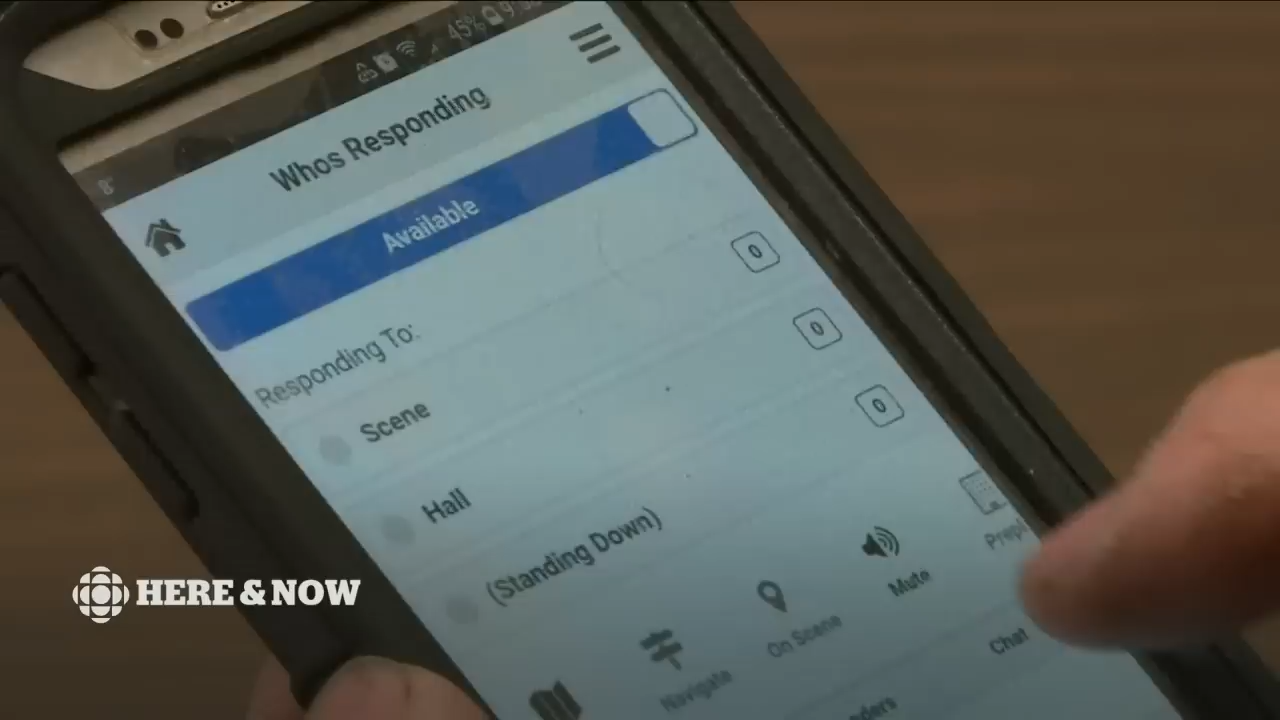 45%
Whos Responding
Available
Responding To:
Scene
0
Hall
0
(Standing Down)
0
Navigate
On Scene
Mute
Chat
HERE & NOW